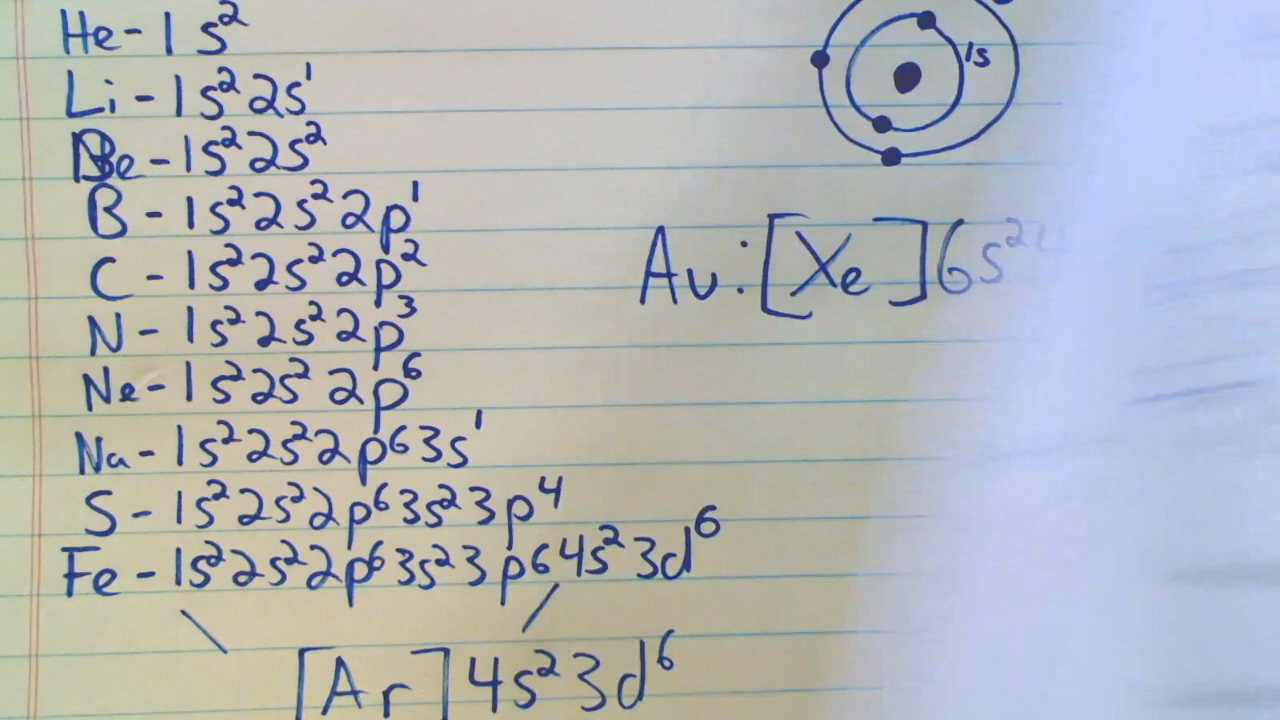 He - 1s²
Li - 1s²2s¹
Be - 1s²2s²
B - 1s²2s²2p¹
C - 1s²2s²2p²
N - 1s²2s²2p³
Ne - 1s²2s²2p⁶
Na - 1s²2s²2p⁶3s¹
S - 1s²2s²2p⁶3s²3p⁴
Fe - 1s²2s²2p⁶3s²3p⁶4s²3d⁶
[Ar]4s²3d⁶
1s
Au: [Xe]6s²